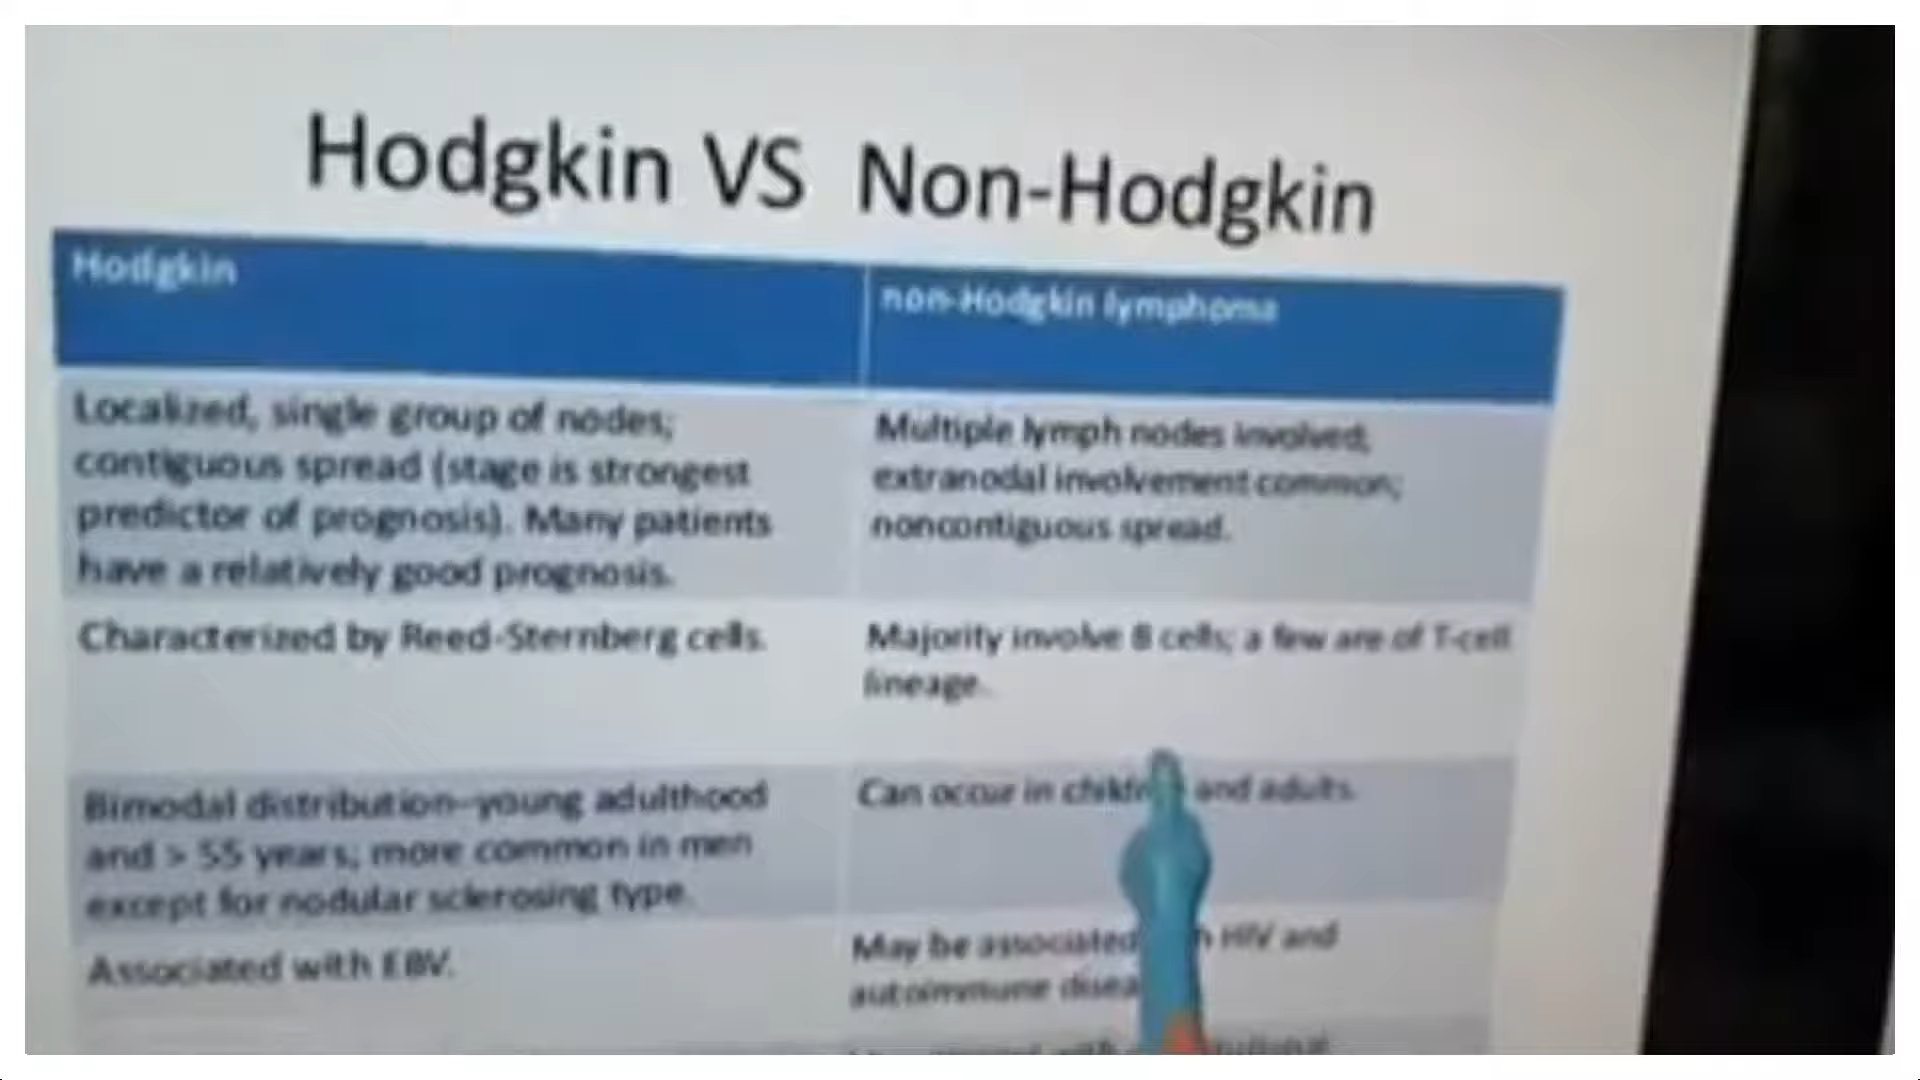 Hodgkin VS Non-Hodgkin
Hodgkin
non-Hodgkin lymphoma
Localized, single group of nodes;
contiguous spread (stage is strongest
predictor of prognosis). Many patients
have a relatively good prognosis.
Multiple lymph nodes involved;
extranodal involvement common;
noncontiguous spread.
Characterized by Reed-Sternberg cells.
Majority involve B cells; a few are of T-cell
lineage.
Bimodal distribution–young adulthood
and > 55 years; more common in men
except for nodular sclerosing type.
Can occur in and adults.
Associated with EBV.
May be associated HIV and
autoimmune